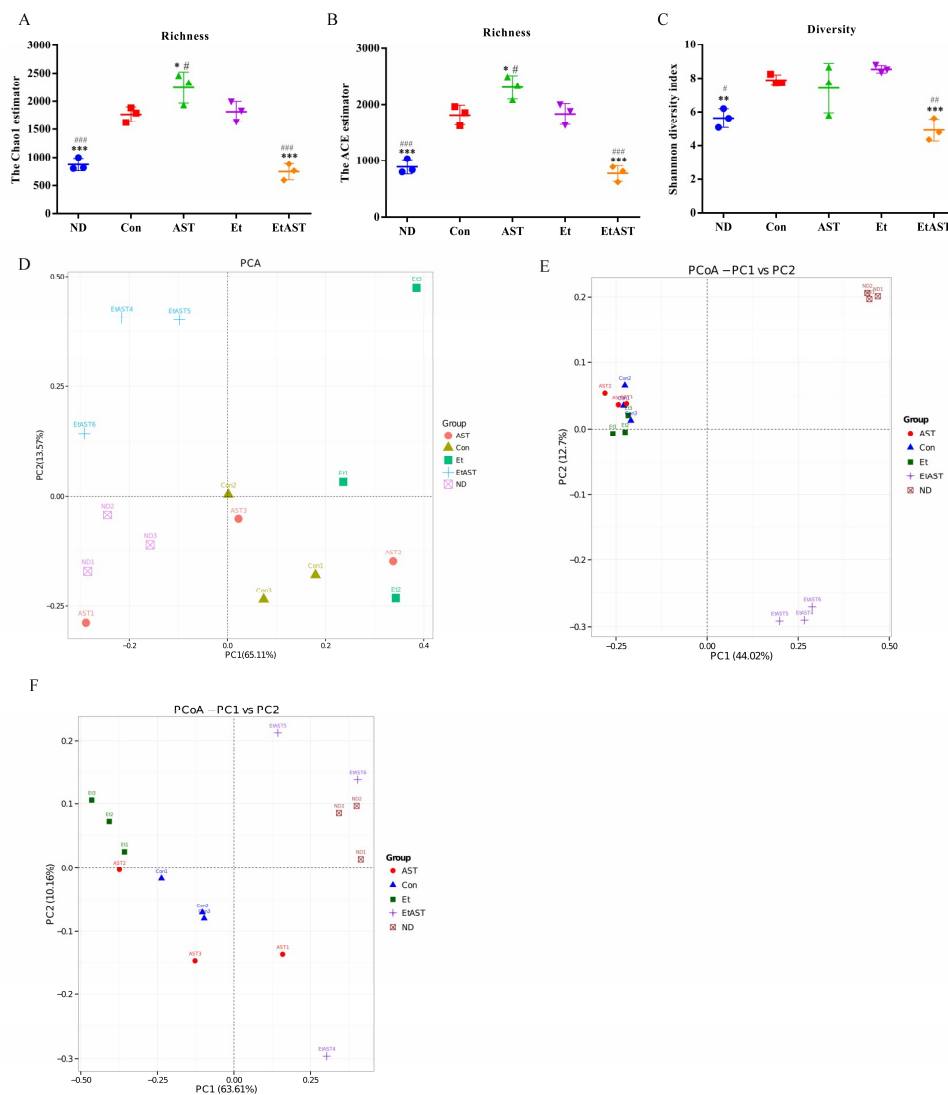 A
Richness
The Chao1 estimator
3000
2500
2000
1500
1000
500
0
###
***
* #
###
***
ND Con AST Et EtAST
B
Richness
The ACE estimator
3000
2000
1000
0
###
***
* #
###
***
ND Con AST Et EtAST
C
Diversity
Shannon diversity index
10
8
6
4
2
0
#
**
##
***
ND Con AST Et EtAST
D
PCA
PC2(13.57%)
0.50
0.25
0.00
−0.25
Et3
EtAST4
EtAST5
EtAST6
Et1
Con2
AST3
ND2
ND3
ND1
Con1
Con3
Et2
AST1
−0.2 0.0 0.2 0.4
PC1(65.11%)
Group
AST
Con
Et
EtAST
ND
E
PCoA − PC1 vs PC2
PC2 (12.7%)
0.2
0.1
0.0
−0.1
−0.3
ND2
ND1
AST2
Con2
Et1
EtAST6
EtAST5
EtAST4
−0.25 0.00 0.25 0.50
PC1 (44.02%)
Group
AST
Con
Et
EtAST
ND
F
PCoA − PC1 vs PC2
PC2 (10.16%)
0.2
0.1
0.0
−0.1
−0.2
−0.3
EtAST5
EtAST6
Et3
ND2
Et2
Et1
ND1
AST2
Con1
Con2
AST3
AST1
EtAST4
−0.50 −0.25 0.00 0.25
PC1 (63.61%)
Group
AST
Con
Et
EtAST
ND